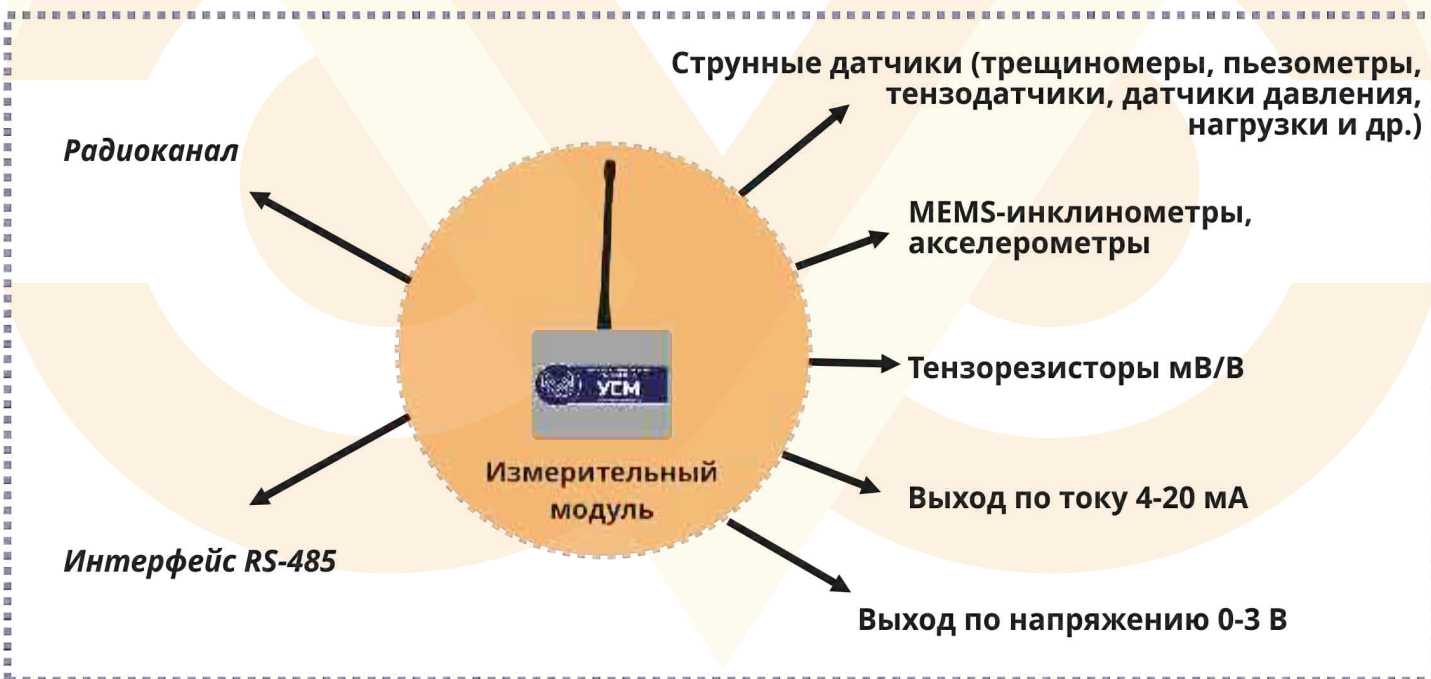 Струнные датчики (трещиномеры, пьезометры,
тензодатчики, датчики давления,
нагрузки и др.)
Радиоканал
MEMS-инклинометры,
акселерометры
Тензорезисторы мВ/В
УСМ
Измерительный
модуль
Выход по току 4-20 мА
Интерфейс RS-485
Выход по напряжению 0-3 В